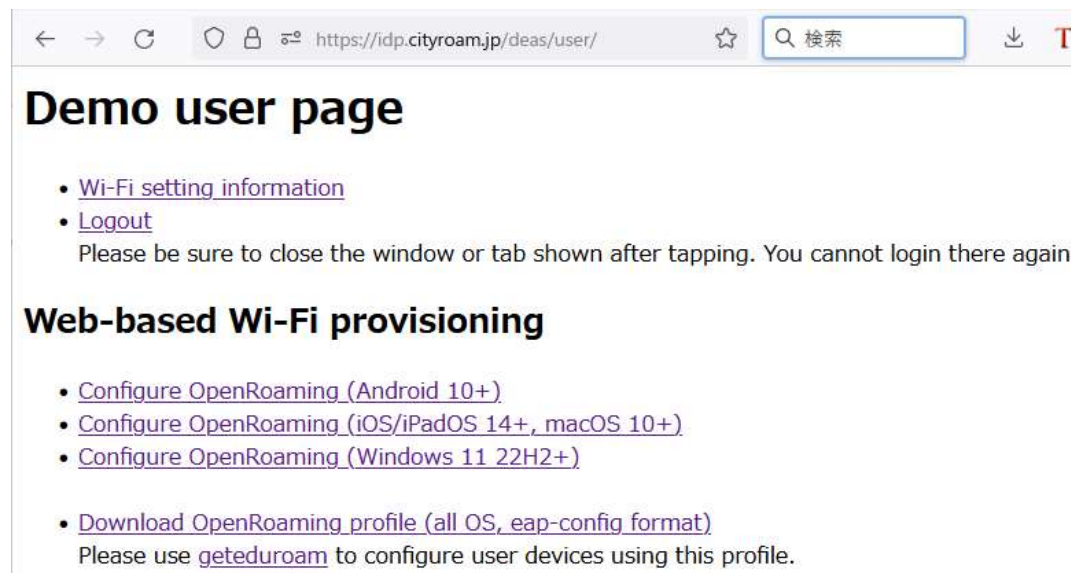 https://idp.cityroam.jp/deas/user/ 検索
Demo user page
Wi-Fi setting information
Logout
Please be sure to close the window or tab shown after tapping. You cannot login there again
Web-based Wi-Fi provisioning
Configure OpenRoaming (Android 10+)
Configure OpenRoaming (iOS/iPadOS 14+, macOS 10+)
Configure OpenRoaming (Windows 11 22H2+)
Download OpenRoaming profile (all OS, eap-config format)
Please use geteduroam to configure user devices using this profile.